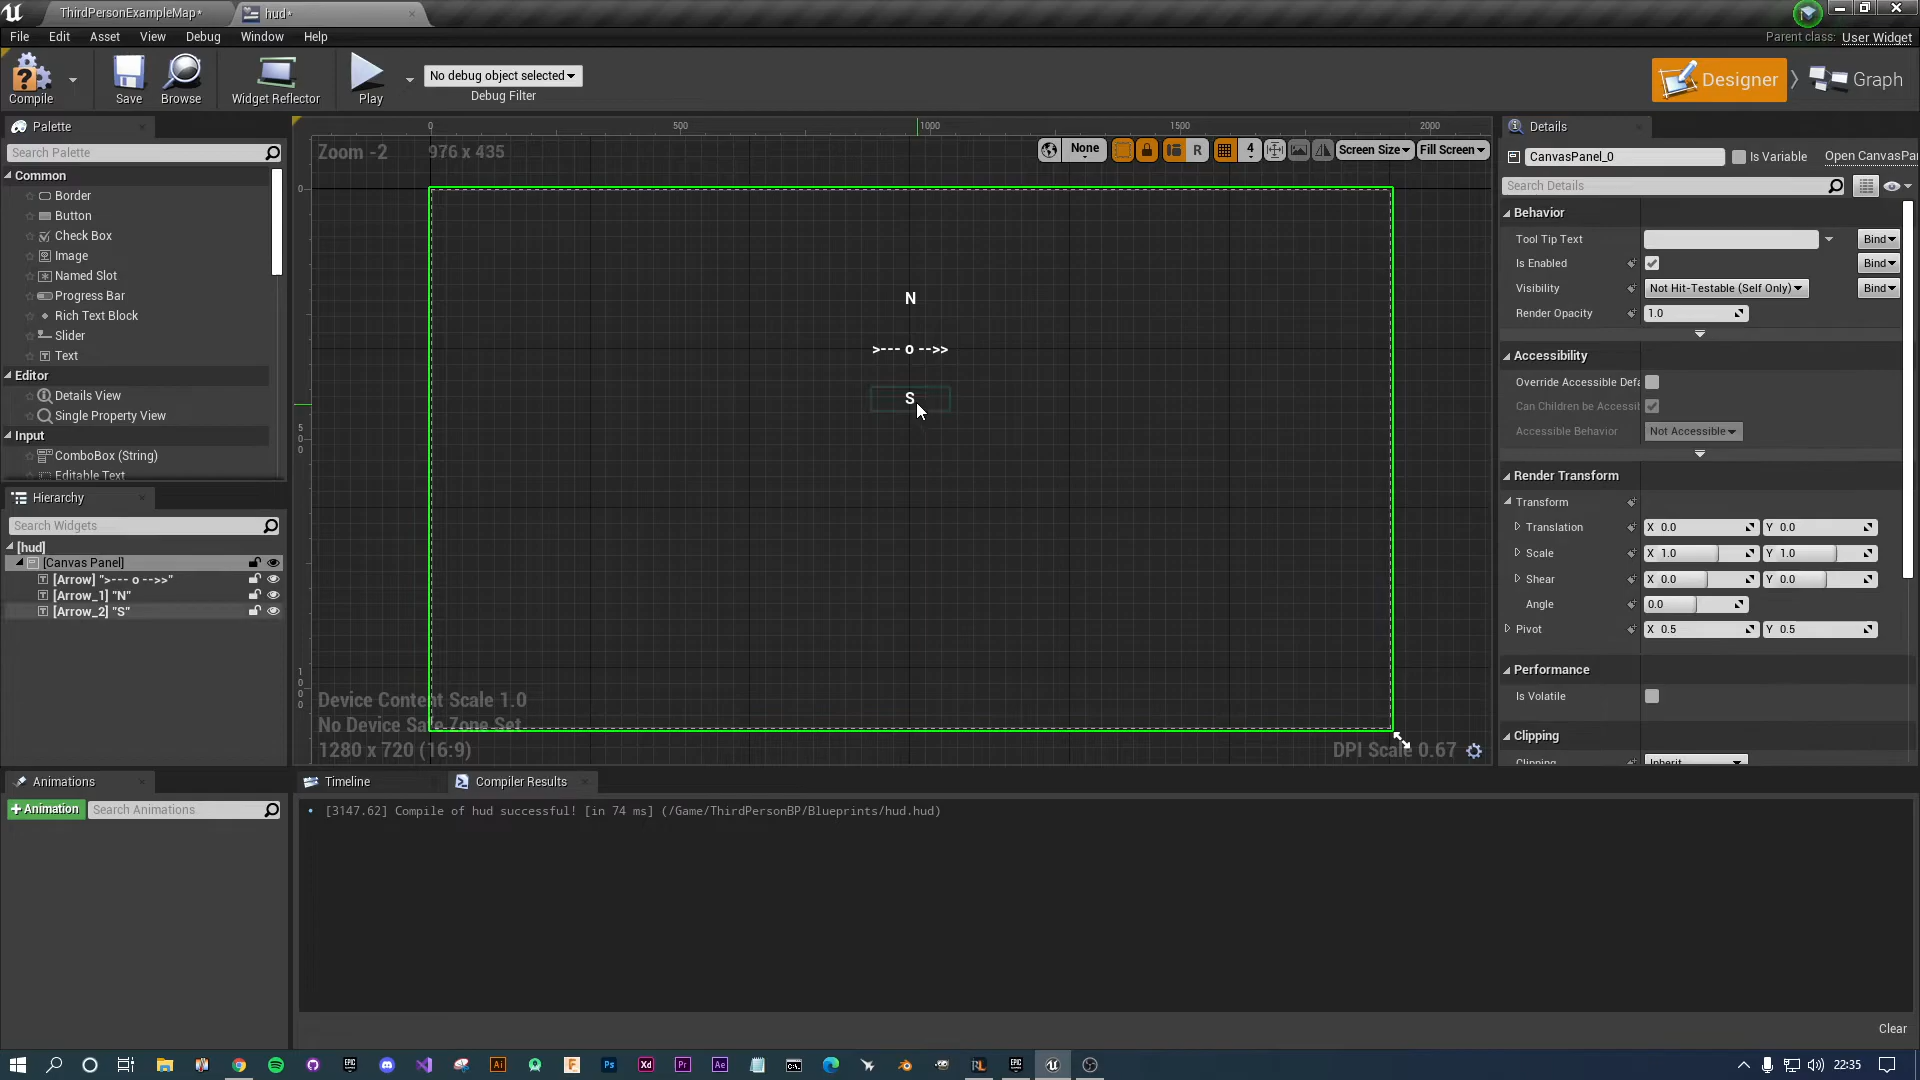 ThirdPersonExampleMap*
hud*
File Edit Asset View Window Debug Window Help
Parent class: User Widget
Compile Save Browse Widget Reflector Play
No debug object selected
Debug Filter
Designer
Graph
Palette
Search Palette
Common
Border
Button
Check Box
Image
Named Slot
Progress Bar
Rich Text Block
Slider
Text
Editor
Details View
Single Property View
Input
ComboBox (String)
Editable Text
Hierarchy
Search Widgets
[hud]
[Canvas Panel]
[Arrow] ">--- o -->>"
[Arrow_1] "N"
[Arrow_2] "S"
Animations
+Animation
Search Animations
0 500 1000 1500 2000
Zoom -2
976 x 435
None
R
4
Screen Size
Fill Screen
0
5
0
0
1
0
0
0
N
>--- o -->>
S
Device Content Scale 1.0
No Device Safe Zone Set
1280 x 720 (16:9)
DPI Scale 0.67
Timeline
Compiler Results
[3147.62] Compile of hud successful! [in 74 ms] (/Game/ThirdPersonBP/Blueprints/hud.hud)
Clear
Details
CanvasPanel_0
Is Variable
Open CanvasPar
Search Details
Behavior
Tool Tip Text
Bind
Is Enabled
Bind
Visibility
Not Hit-Testable (Self Only)
Bind
Render Opacity
1.0
Accessibility
Override Accessible Defa
Can Children be Accessib
Accessible Behavior
Not Accessible
Render Transform
Transform
Translation X 0.0 Y 0.0
Scale X 1.0 Y 1.0
Shear X 0.0 Y 0.0
Angle 0.0
Pivot X 0.5 Y 0.5
Performance
Is Volatile
Clipping
Clipping
Inherit
22:35